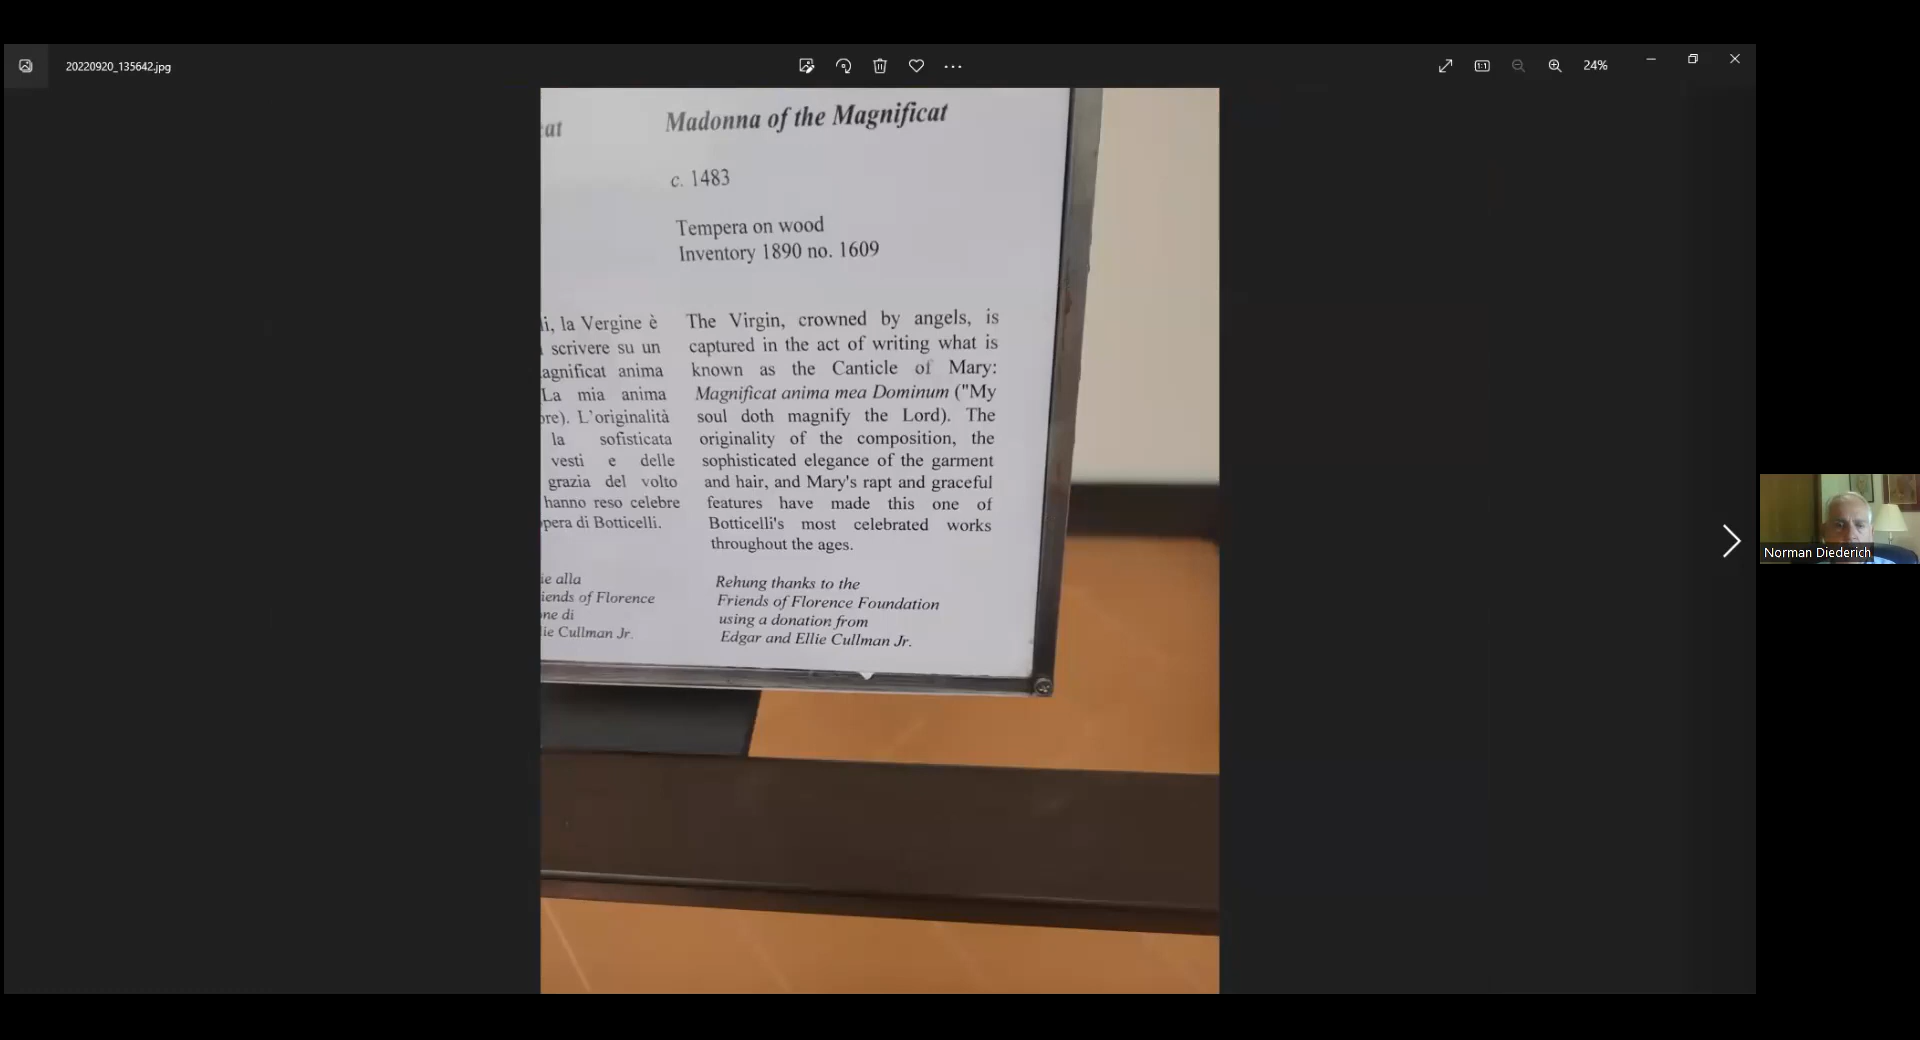 20220920_135642.jpg
24%
cat
Madonna of the Magnificat
c. 1483
Tempera on wood
Inventory 1890 no. 1609
la Vergine è
scrivere su un
anima
La mia anima
L'originalità
la sofisticata
vesti e delle
grazia del volto
hanno reso celebre
opera di Botticelli.
alla
of Florence
di
Cullman Jr.
The Virgin, crowned by angels, is
captured in the act of writing what is
known as the Canticle of Mary:
Magnificat anima mea Dominum ("My
soul doth magnify the Lord). The
originality of the composition, the
sophisticated elegance of the garment
and hair, and Mary's rapt and graceful
features have made this one of
Botticelli's most celebrated works
throughout the ages.
Rehung thanks to the
Friends of Florence Foundation
using a donation from
Edgar and Ellie Cullman Jr.
Norman Diederich